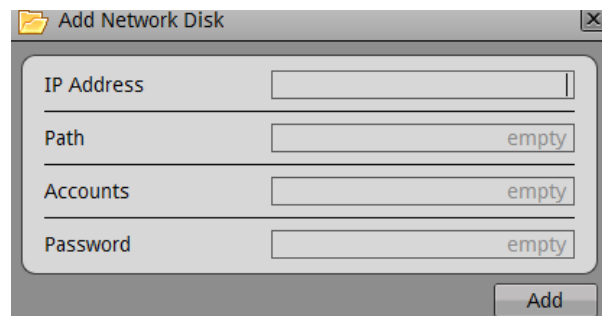 Add Network Disk
IP Address
Path empty
Accounts empty
Password empty
Add